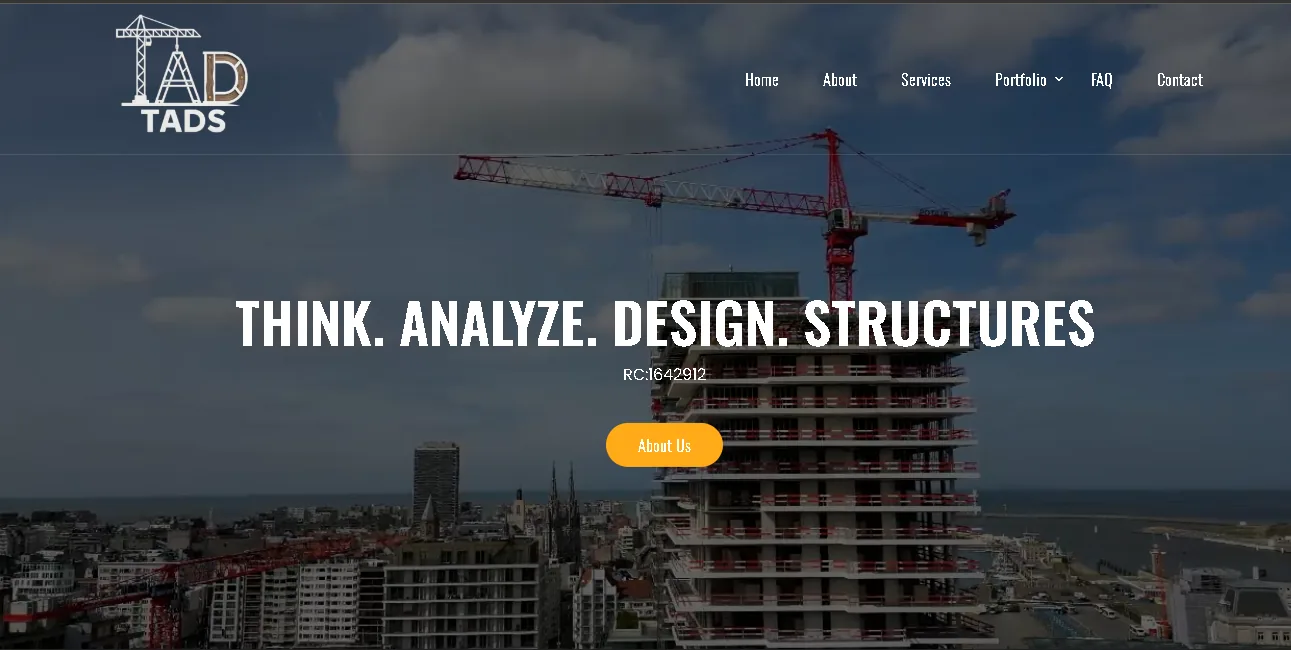 TAD
TADS
Home About Services Portfolio FAQ Contact
THINK. ANALYZE. DESIGN. STRUCTURES
RC:1642912
About Us